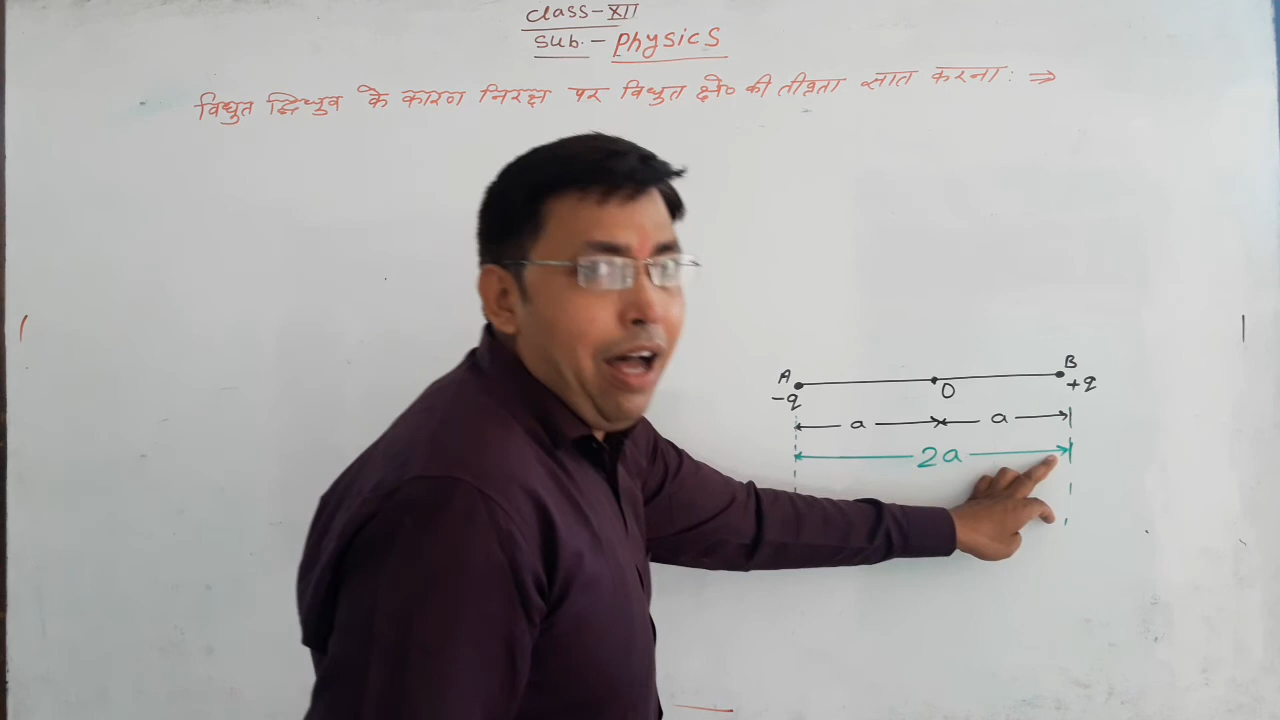 Class-XII
Sub.- Physics
विद्युत द्विध्रुव के कारण निरक्ष पर विद्युत क्षे० की तीव्रता ज्ञात करना: ⇒
A B
-q O +q
a a
2a